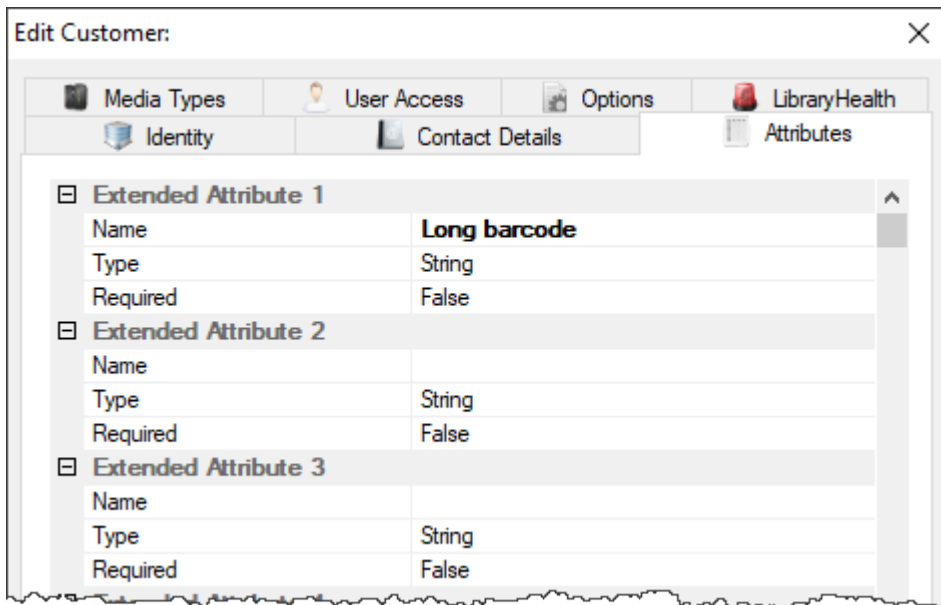 Edit Customer:
Media Types User Access Options LibraryHealth
Identity Contact Details Attributes
Extended Attribute 1
Name Long barcode
Type String
Required False
Extended Attribute 2
Name
Type String
Required False
Extended Attribute 3
Name
Type String
Required False